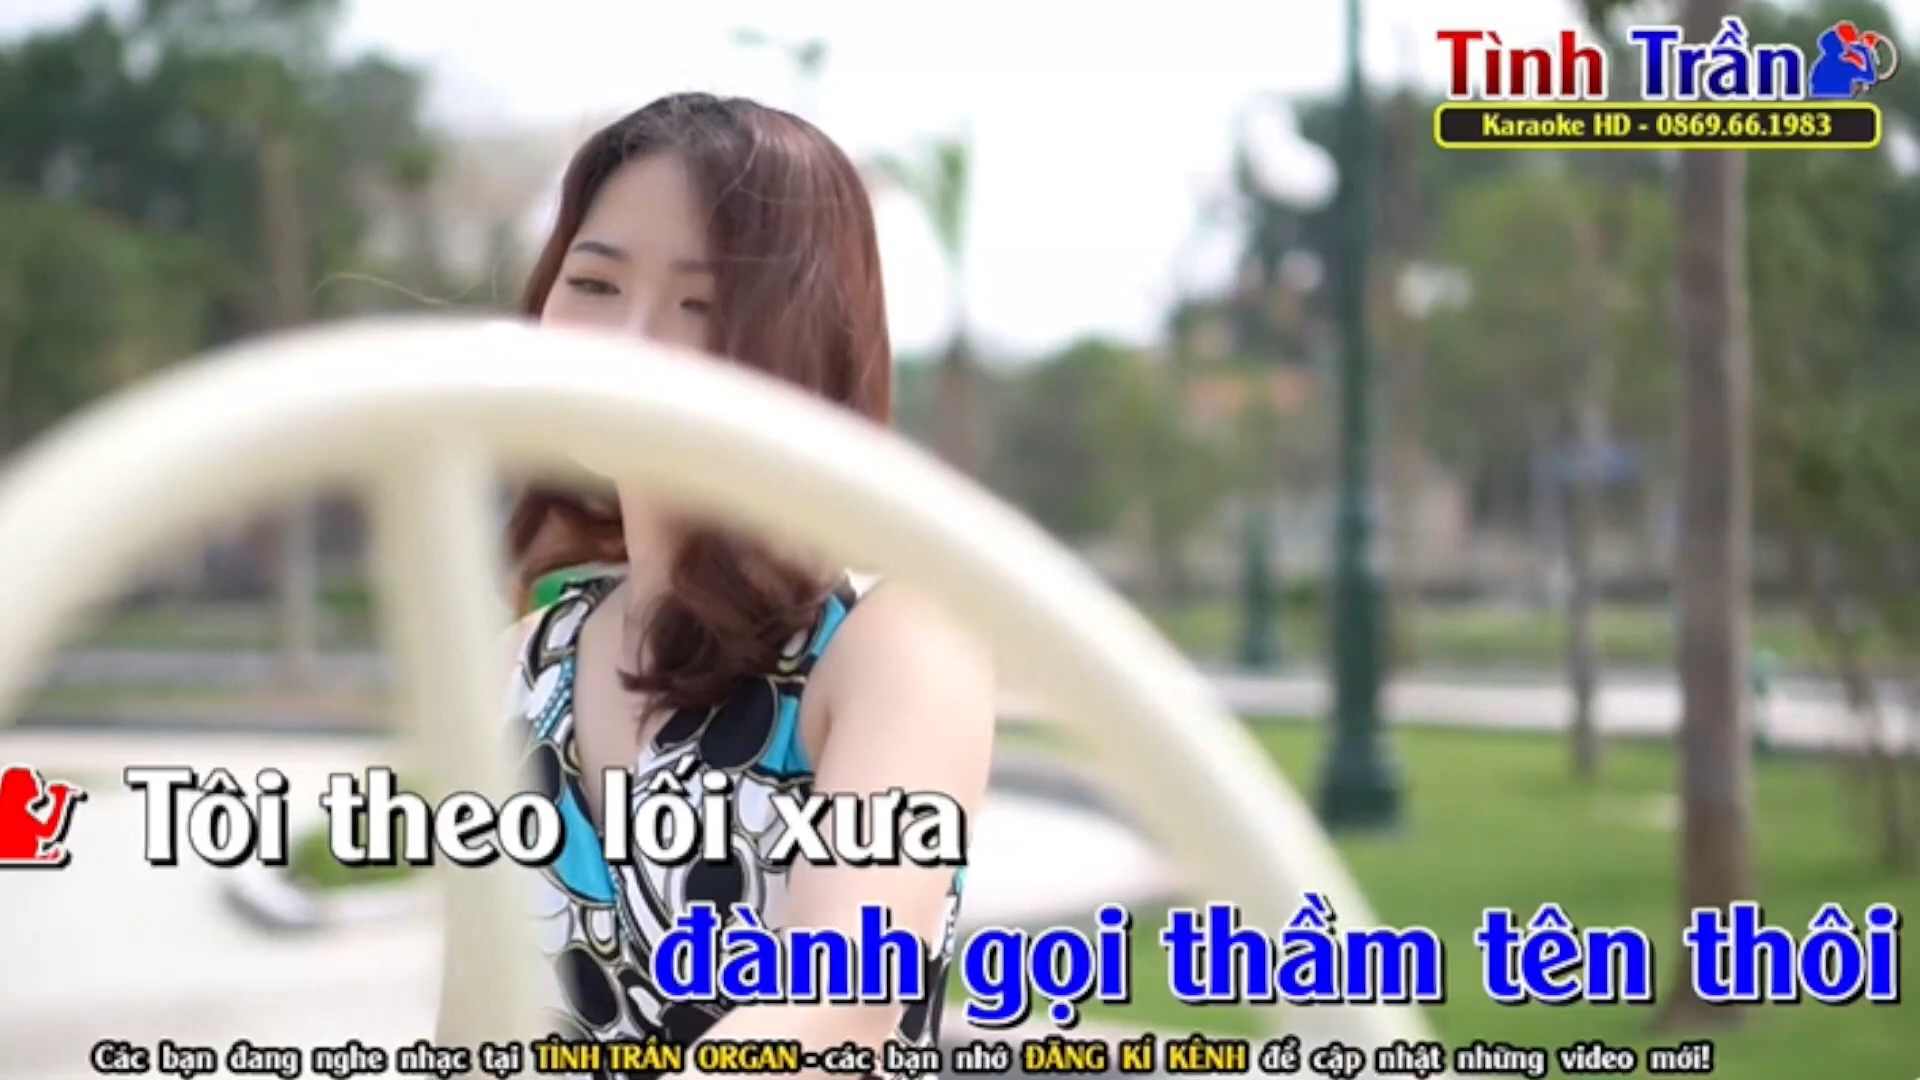 Tình Trần
Karaoke HD - 0869.66.1983
Tôi theo lối xưa
đành gọi thầm tên thôi
Các bạn đang nghe nhạc tại TÌNH TRẦN ORGAN - các bạn nhớ ĐĂNG KÍ KÊNH để cập nhật những video mới!